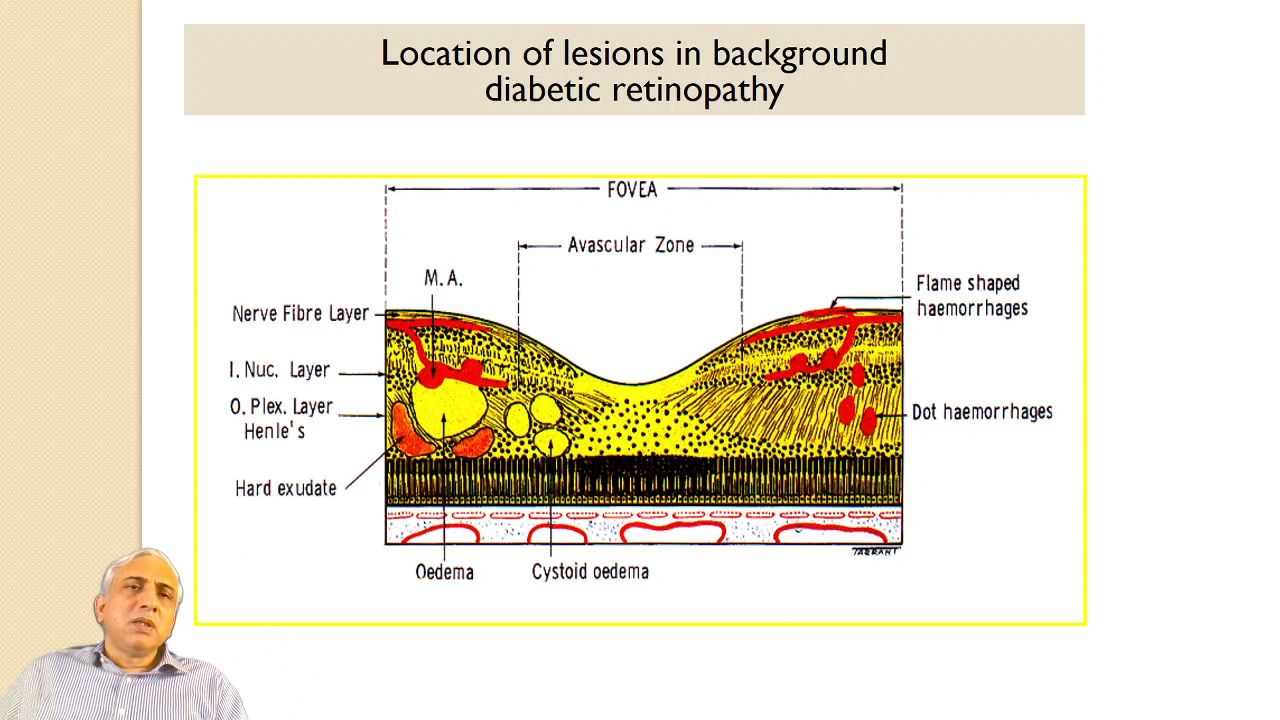 Location of lesions in background
diabetic retinopathy
FOVEA
Avascular Zone
M.A.
Flame shaped
haemorrhages
Nerve Fibre Layer
I. Nuc. Layer
O. Plex. Layer
Henle's
Dot haemorrhages
Hard exudate
TARRANT
Oedema
Cystoid oedema